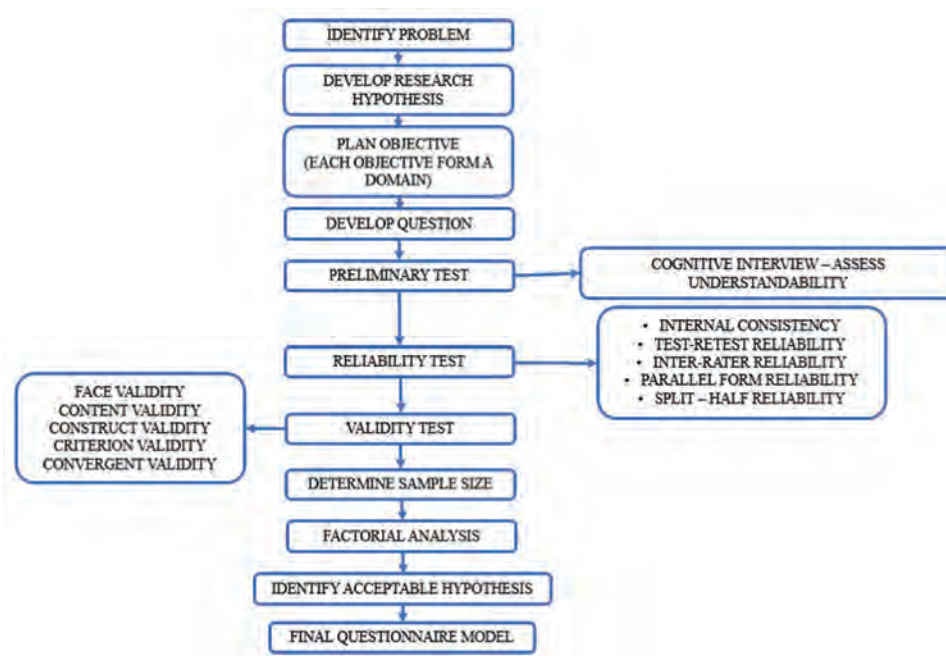 IDENTIFY PROBLEM
DEVELOP RESEARCH
HYPOTHESIS
PLAN OBJECTIVE
(EACH OBJECTIVE FORM A
DOMAIN)
DEVELOP QUESTION
PRELIMINARY TEST
COGNITIVE INTERVIEW – ASSESS
UNDERSTANDABILITY
RELIABILITY TEST
• INTERNAL CONSISTENCY
• TEST-RETEST RELIABILITY
• INTER-RATER RELIABILITY
• PARALLEL FORM RELIABILITY
• SPLIT – HALF RELIABILITY
VALIDITY TEST
FACE VALIDITY
CONTENT VALIDITY
CONSTRUCT VALIDITY
CRITERION VALIDITY
CONVERGENT VALIDITY
DETERMINE SAMPLE SIZE
FACTORIAL ANALYSIS
IDENTIFY ACCEPTABLE HYPOTHESIS
FINAL QUESTIONNAIRE MODEL